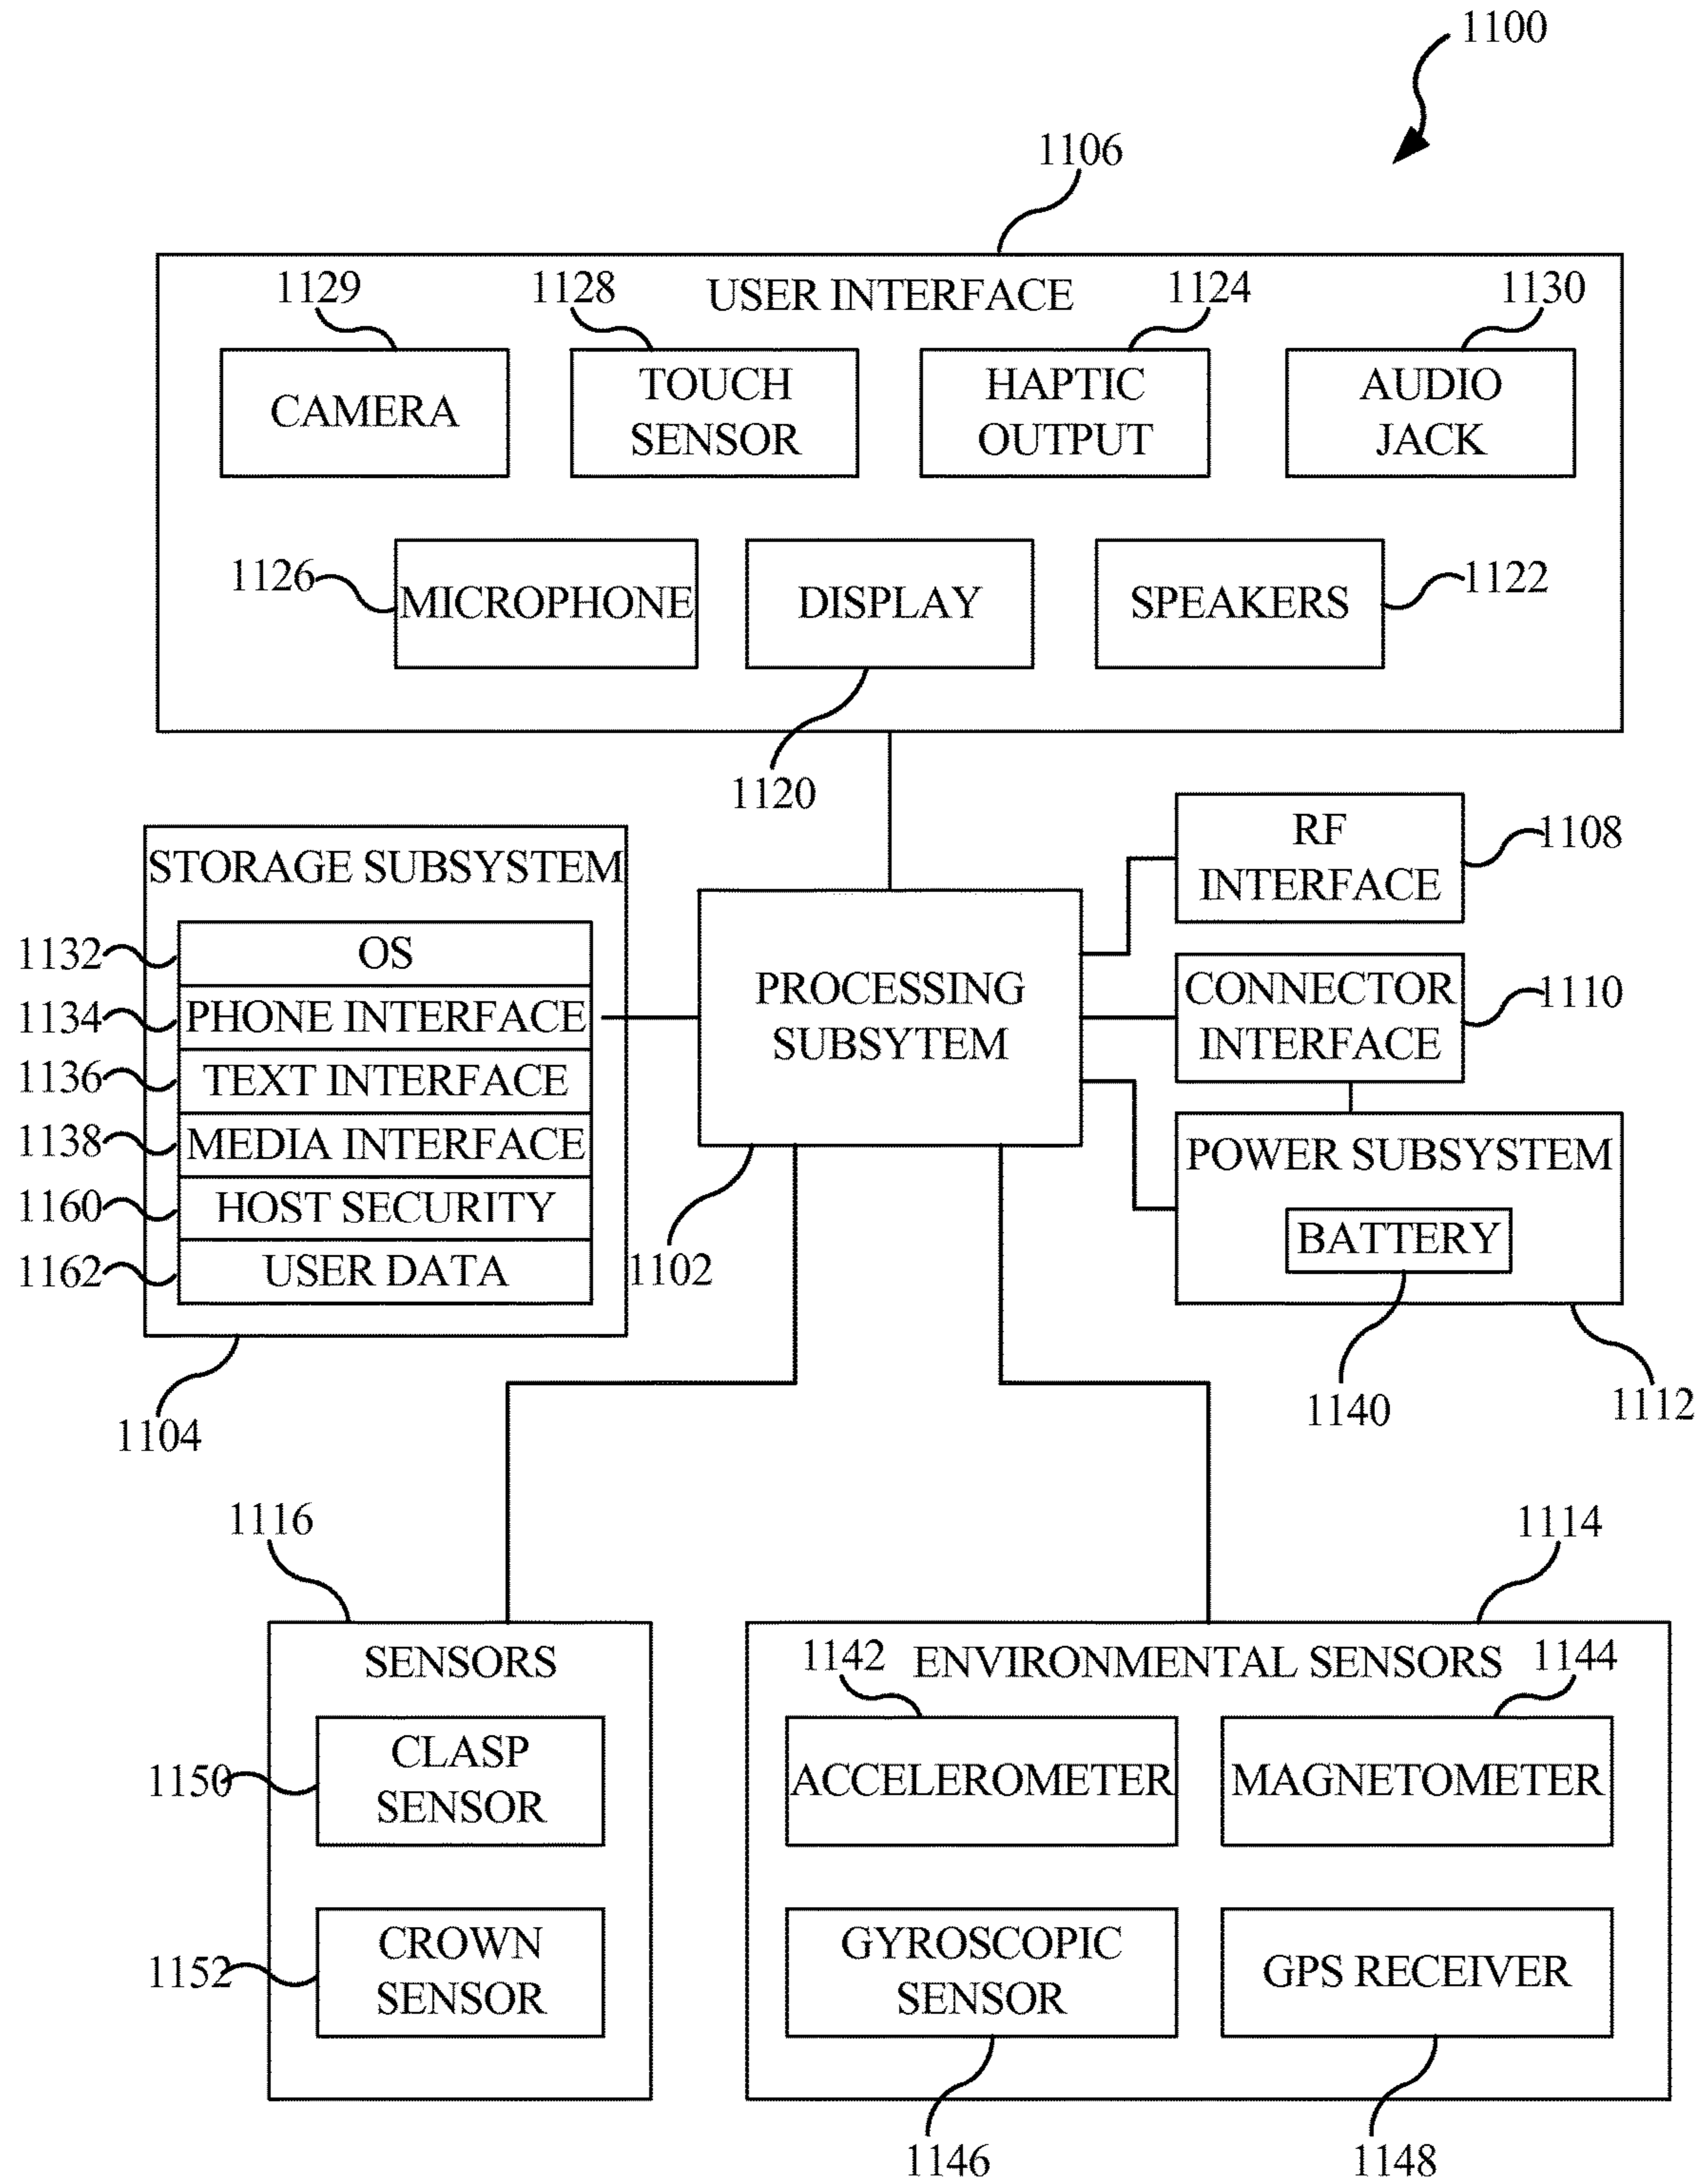 1100
1106
USER INTERFACE
1129
1128
1124
1130
CAMERA
TOUCH
SENSOR
HAPTIC
OUTPUT
AUDIO
JACK
1126
MICROPHONE
DISPLAY
SPEAKERS
1122
1120
STORAGE SUBSYSTEM
1132
OS
1134
PHONE INTERFACE
1136
TEXT INTERFACE
1138
MEDIA INTERFACE
1160
HOST SECURITY
1162
USER DATA
1104
PROCESSING
SUBSYTEM
1102
RF
INTERFACE
1108
CONNECTOR
INTERFACE
1110
POWER SUBSYSTEM
BATTERY
1140
1112
1116
SENSORS
1150
CLASP
SENSOR
1152
CROWN
SENSOR
1114
1142
ENVIRONMENTAL SENSORS
1144
ACCELEROMETER
MAGNETOMETER
GYROSCOPIC
SENSOR
GPS RECEIVER
1146
1148